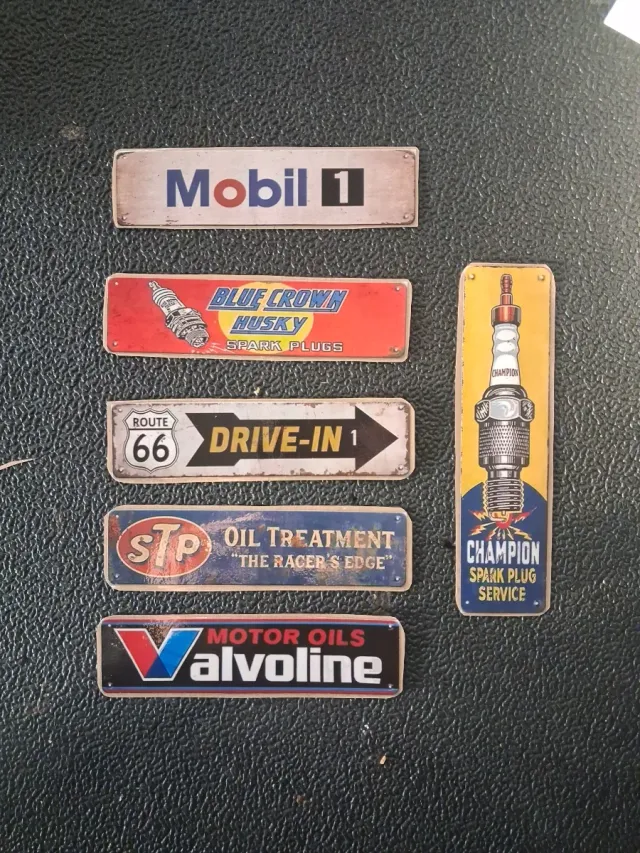 Mobil 1
BLUE CROWN
HUSKY
SPARK PLUGS
ROUTE
66
DRIVE-IN 1
STP
OIL TREATMENT
"THE RACER'S EDGE"
MOTOR OILS
Valvoline
CHAMPION
CHAMPION
SPARK PLUG
SERVICE